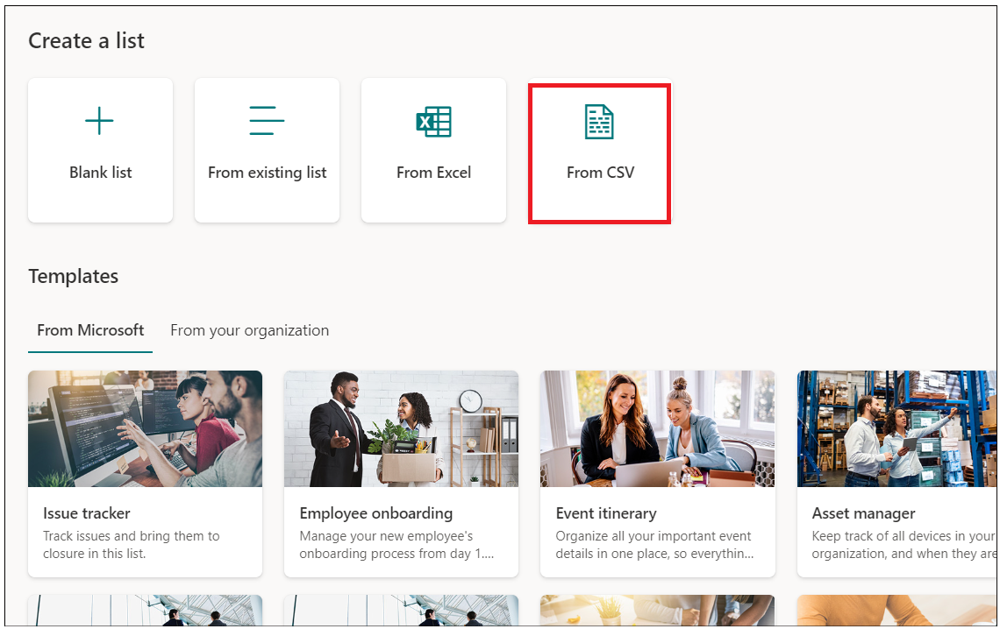 Create a list
Blank list
From existing list
From Excel
From CSV
Templates
From Microsoft
From your organization
Issue tracker
Track issues and bring them to
closure in this list.
Employee onboarding
Manage your new employee's
onboarding process from day 1....
Event itinerary
Organize all your important event
details in one place, so everythin...
Asset manager
Keep track of all devices in your
organization, and when they are